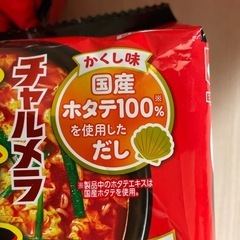 かくし味
国産
ホタテ100%※
を使用した
だし
※製品中のホタテエキスは
国産ホタテを使用。
チャルメラ